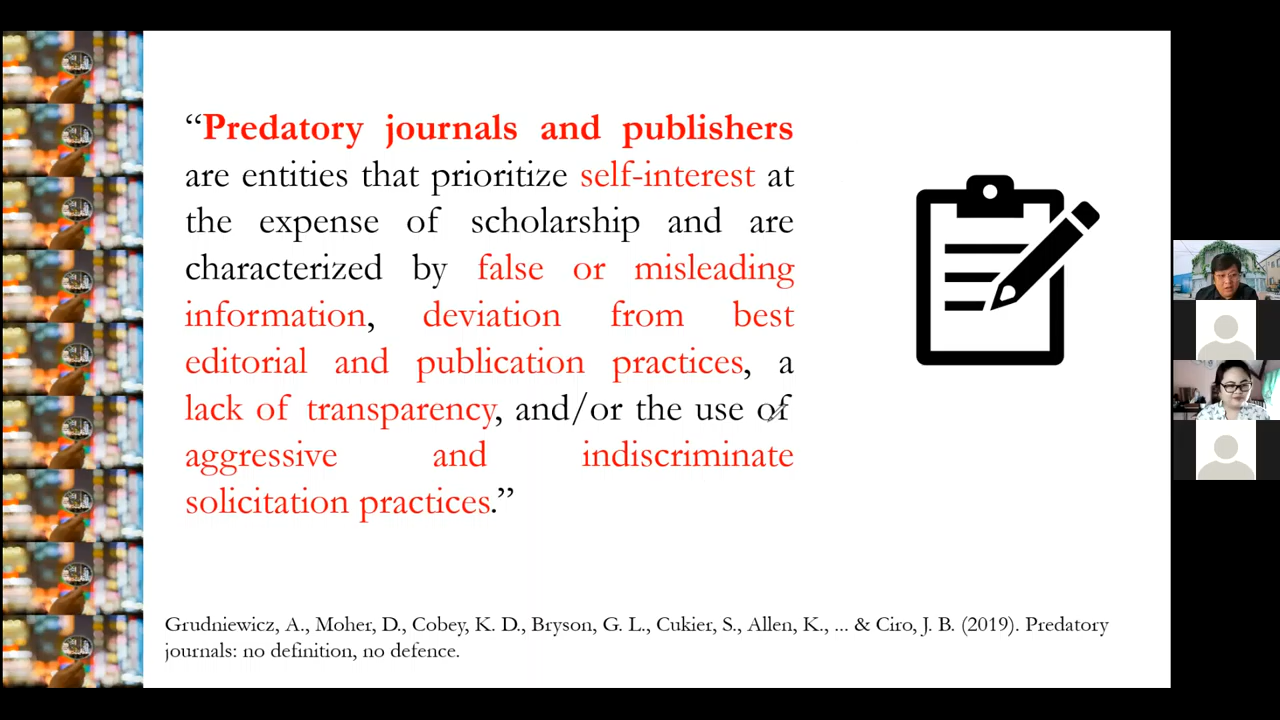 “Predatory journals and publishers
are entities that prioritize self-interest at
the expense of scholarship and are
characterized by false or misleading
information, deviation from best
editorial and publication practices, a
lack of transparency, and/or the use of
aggressive and indiscriminate
solicitation practices.”
Grudniewicz, A., Moher, D., Cobey, K. D., Bryson, G. L., Cukier, S., Allen, K., ... & Ciro, J. B. (2019). Predatory
journals: no definition, no defence.